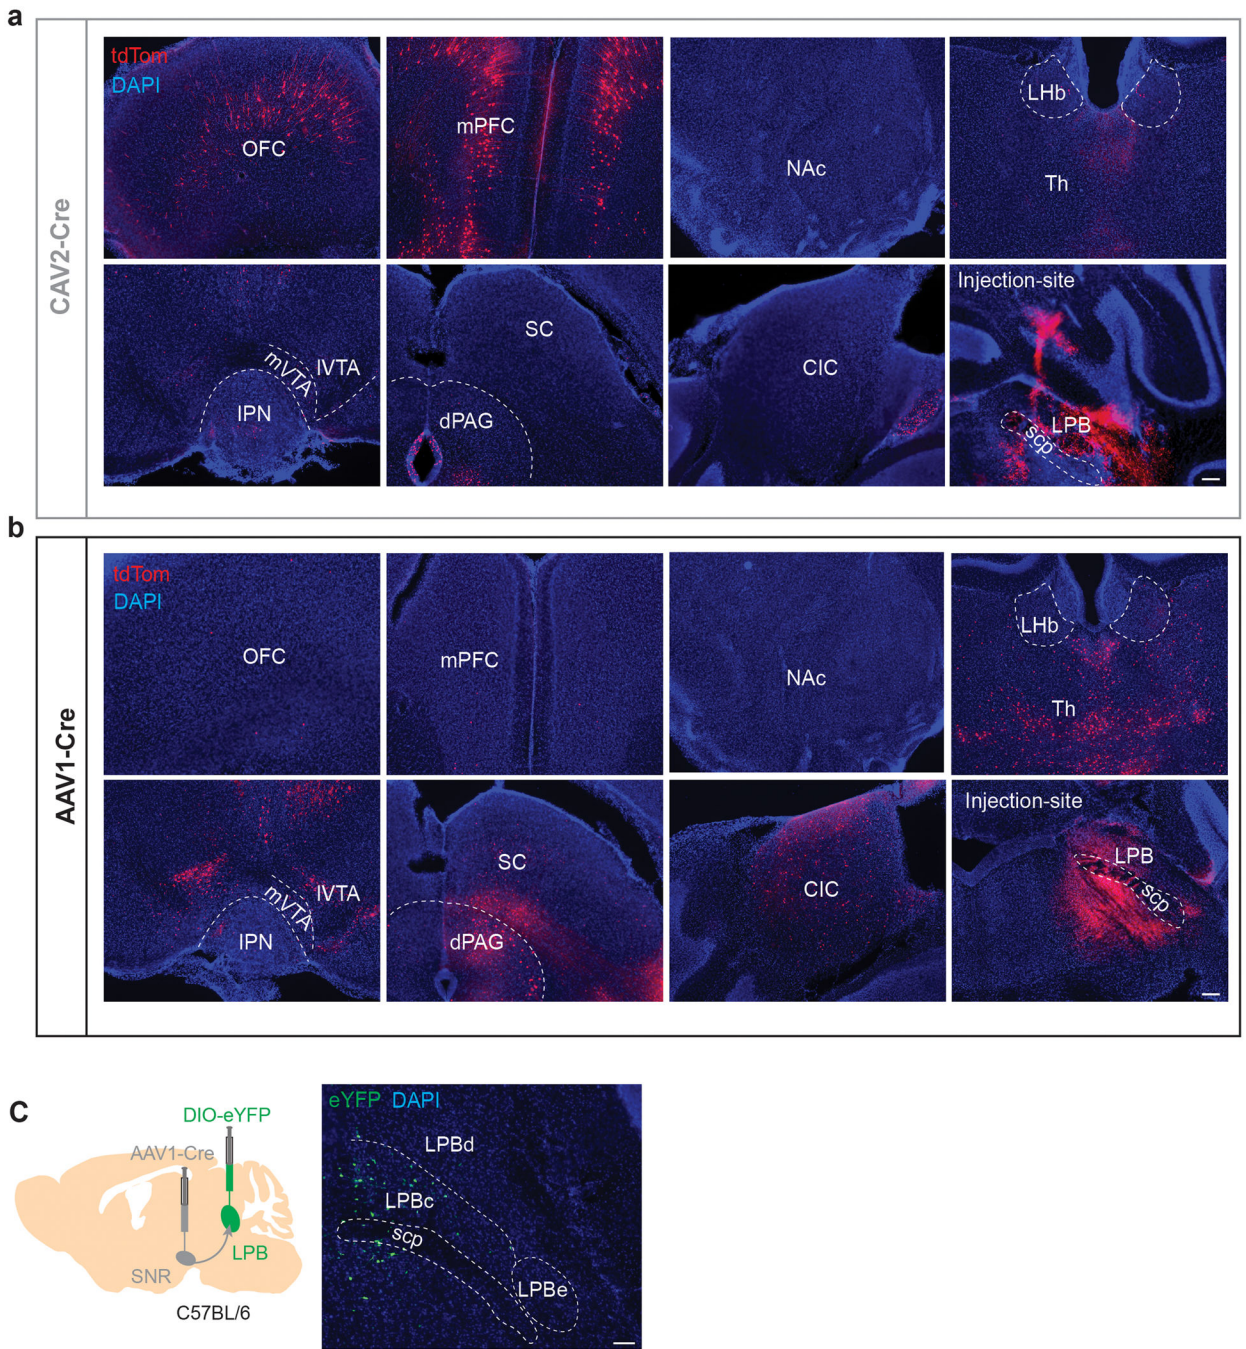 a
CAV2-Cre
tdTom
DAPI
OFC
mPFC
NAc
LHb
Th
mVTA
lVTA
IPN
SC
dPAG
CIC
Injection-site
LPB
scp
b
AAV1-Cre
tdTom
DAPI
OFC
mPFC
NAc
LHb
Th
mVTA
lVTA
IPN
SC
dPAG
CIC
Injection-site
LPB
scp
C
DIO-eYFP
AAV1-Cre
LPB
SNR
C57BL/6
eYFP DAPI
LPBd
LPBc
scp
LPBe